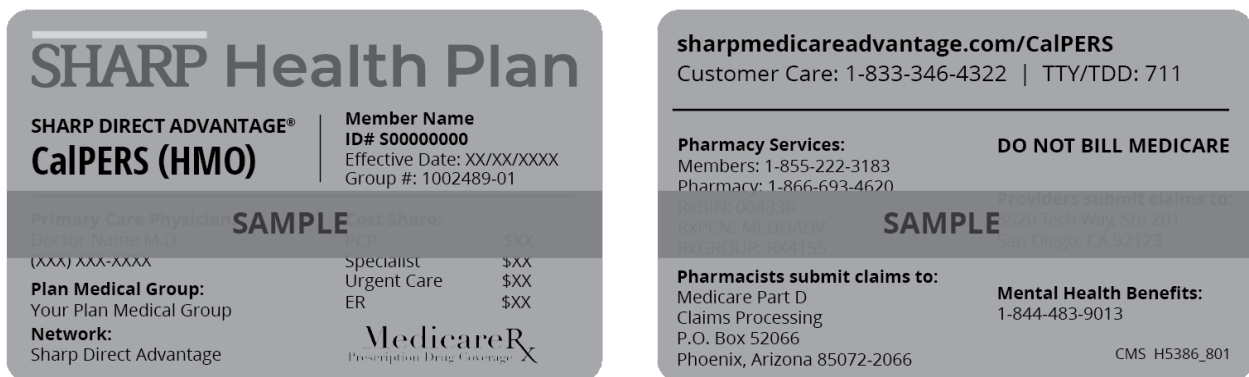 SHARP Health Plan
SHARP DIRECT ADVANTAGE®
CalPERS (HMO)
Member Name
ID# S00000000
Effective Date: XX/XX/XXXX
Group #: 1002489-01
Primary Care Physician
Doctor Name M.D.
(XXX) XXX-XXXX
SAMPLE
Plan Medical Group:
Your Plan Medical Group
Network:
Sharp Direct Advantage
Cost Share:
PCP $XX
Specialist $XX
Urgent Care $XX
ER $XX
MedicareRx
Prescription Drug Coverage
sharpmedicareadvantage.com/CalPERS
Customer Care: 1-833-346-4322 | TTY/TDD: 711
Pharmacy Services:
Members: 1-855-222-3183
Pharmacy: 1-866-693-4620
RxBIN: 004336
RxPCN: MEDDADV
RxGROUP: RX4155
SAMPLE
Pharmacists submit claims to:
Medicare Part D
Claims Processing
P.O. Box 52066
Phoenix, Arizona 85072-2066
DO NOT BILL MEDICARE
Providers submit claims to:
Tech Way, Ste 201
San Diego, CA 92123
Mental Health Benefits:
1-844-483-9013
CMS H5386_801